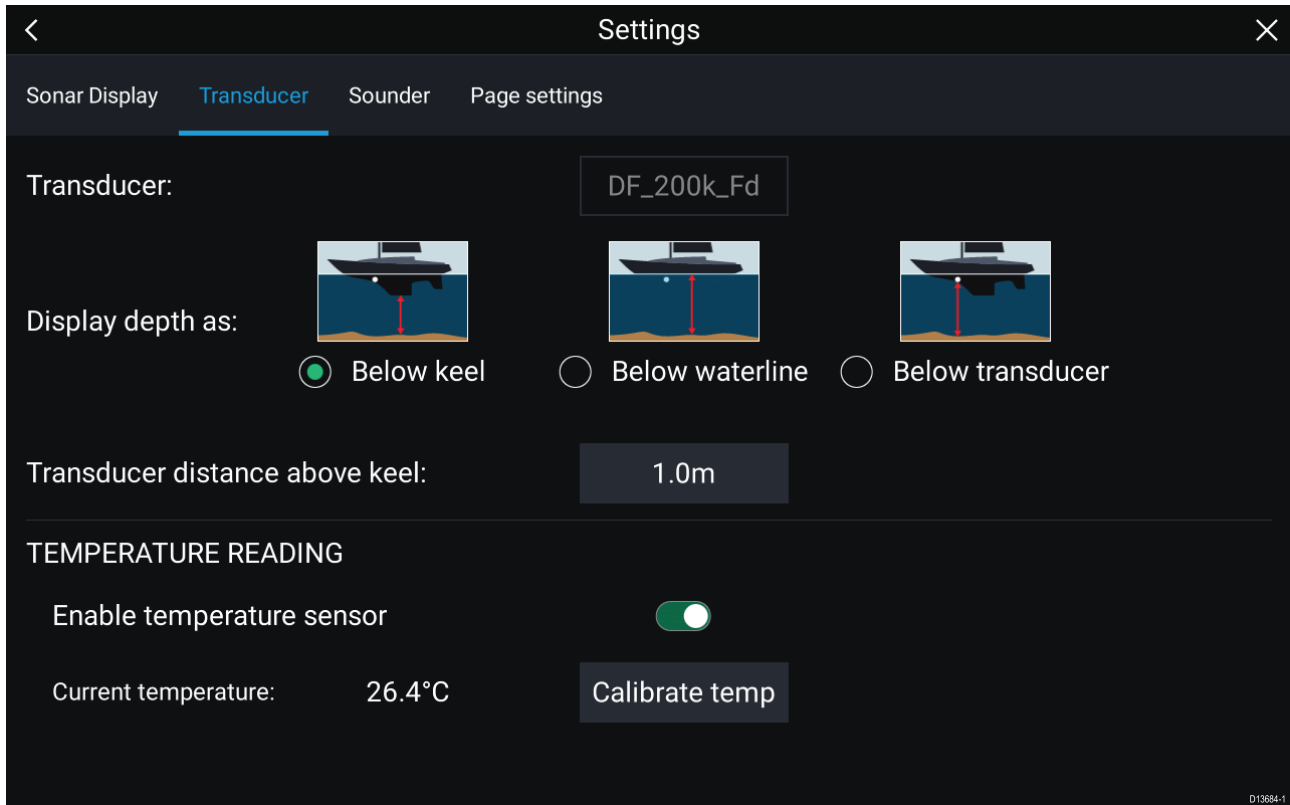 Settings
Sonar Display Transducer Sounder Page settings
Transducer: DF_200k_Fd
Display depth as:
Below keel Below waterline Below transducer
Transducer distance above keel: 1.0m
TEMPERATURE READING
Enable temperature sensor
Current temperature: 26.4°C Calibrate temp
D13684-1